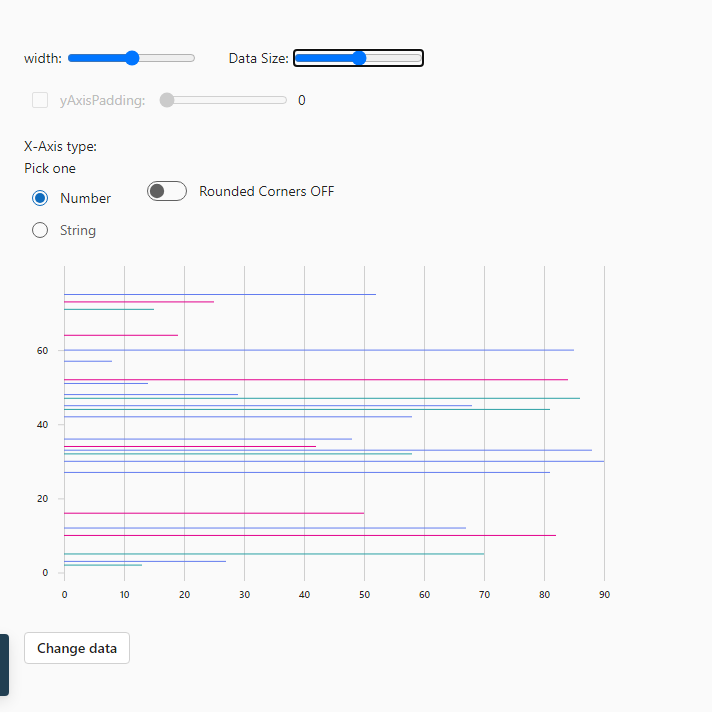 width: Data Size:
yAxisPadding: 0
X-Axis type:
Pick one
Number
Rounded Corners OFF
String
60
40
20
0
0 10 20 30 40 50 60 70 80 90
Change data